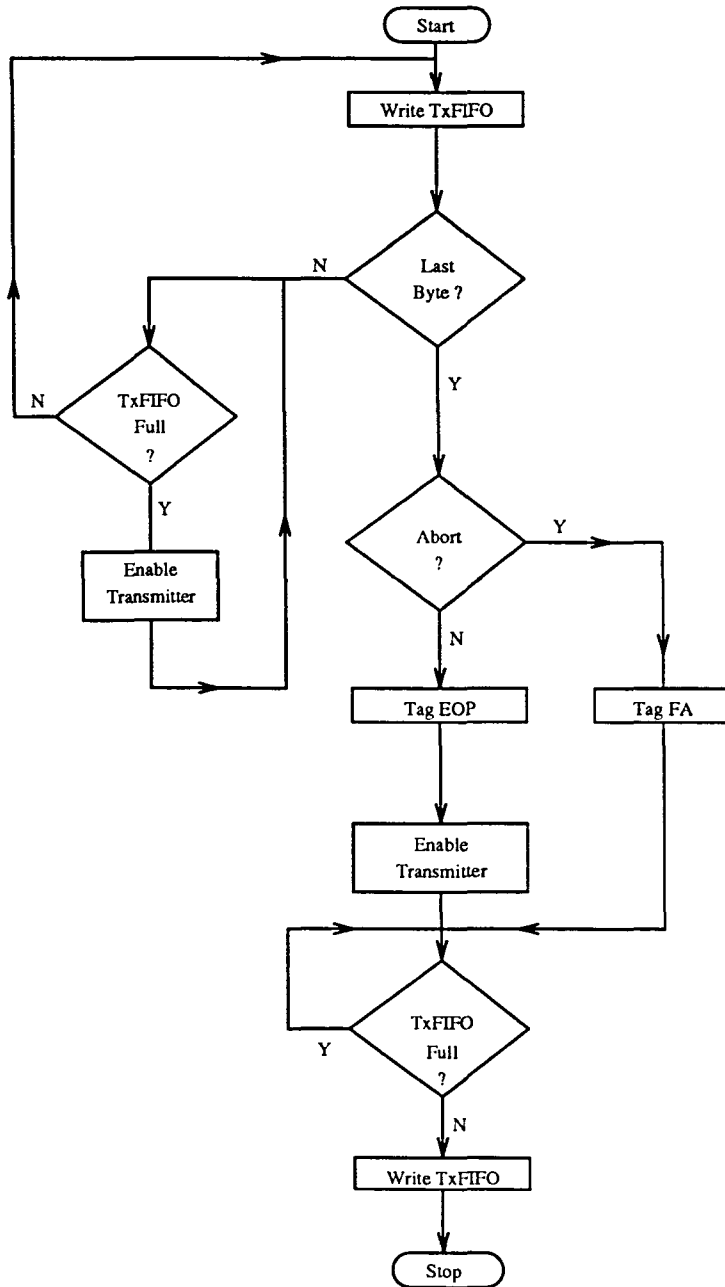 Start
Write TxFIFO
Last
Byte ?
N
Y
TxFIFO
Full
?
N
Y
Enable
Transmitter
Abort
?
Y
N
Tag EOP
Tag FA
Enable
Transmitter
TxFIFO
Full
?
Y
N
Write TxFIFO
Stop